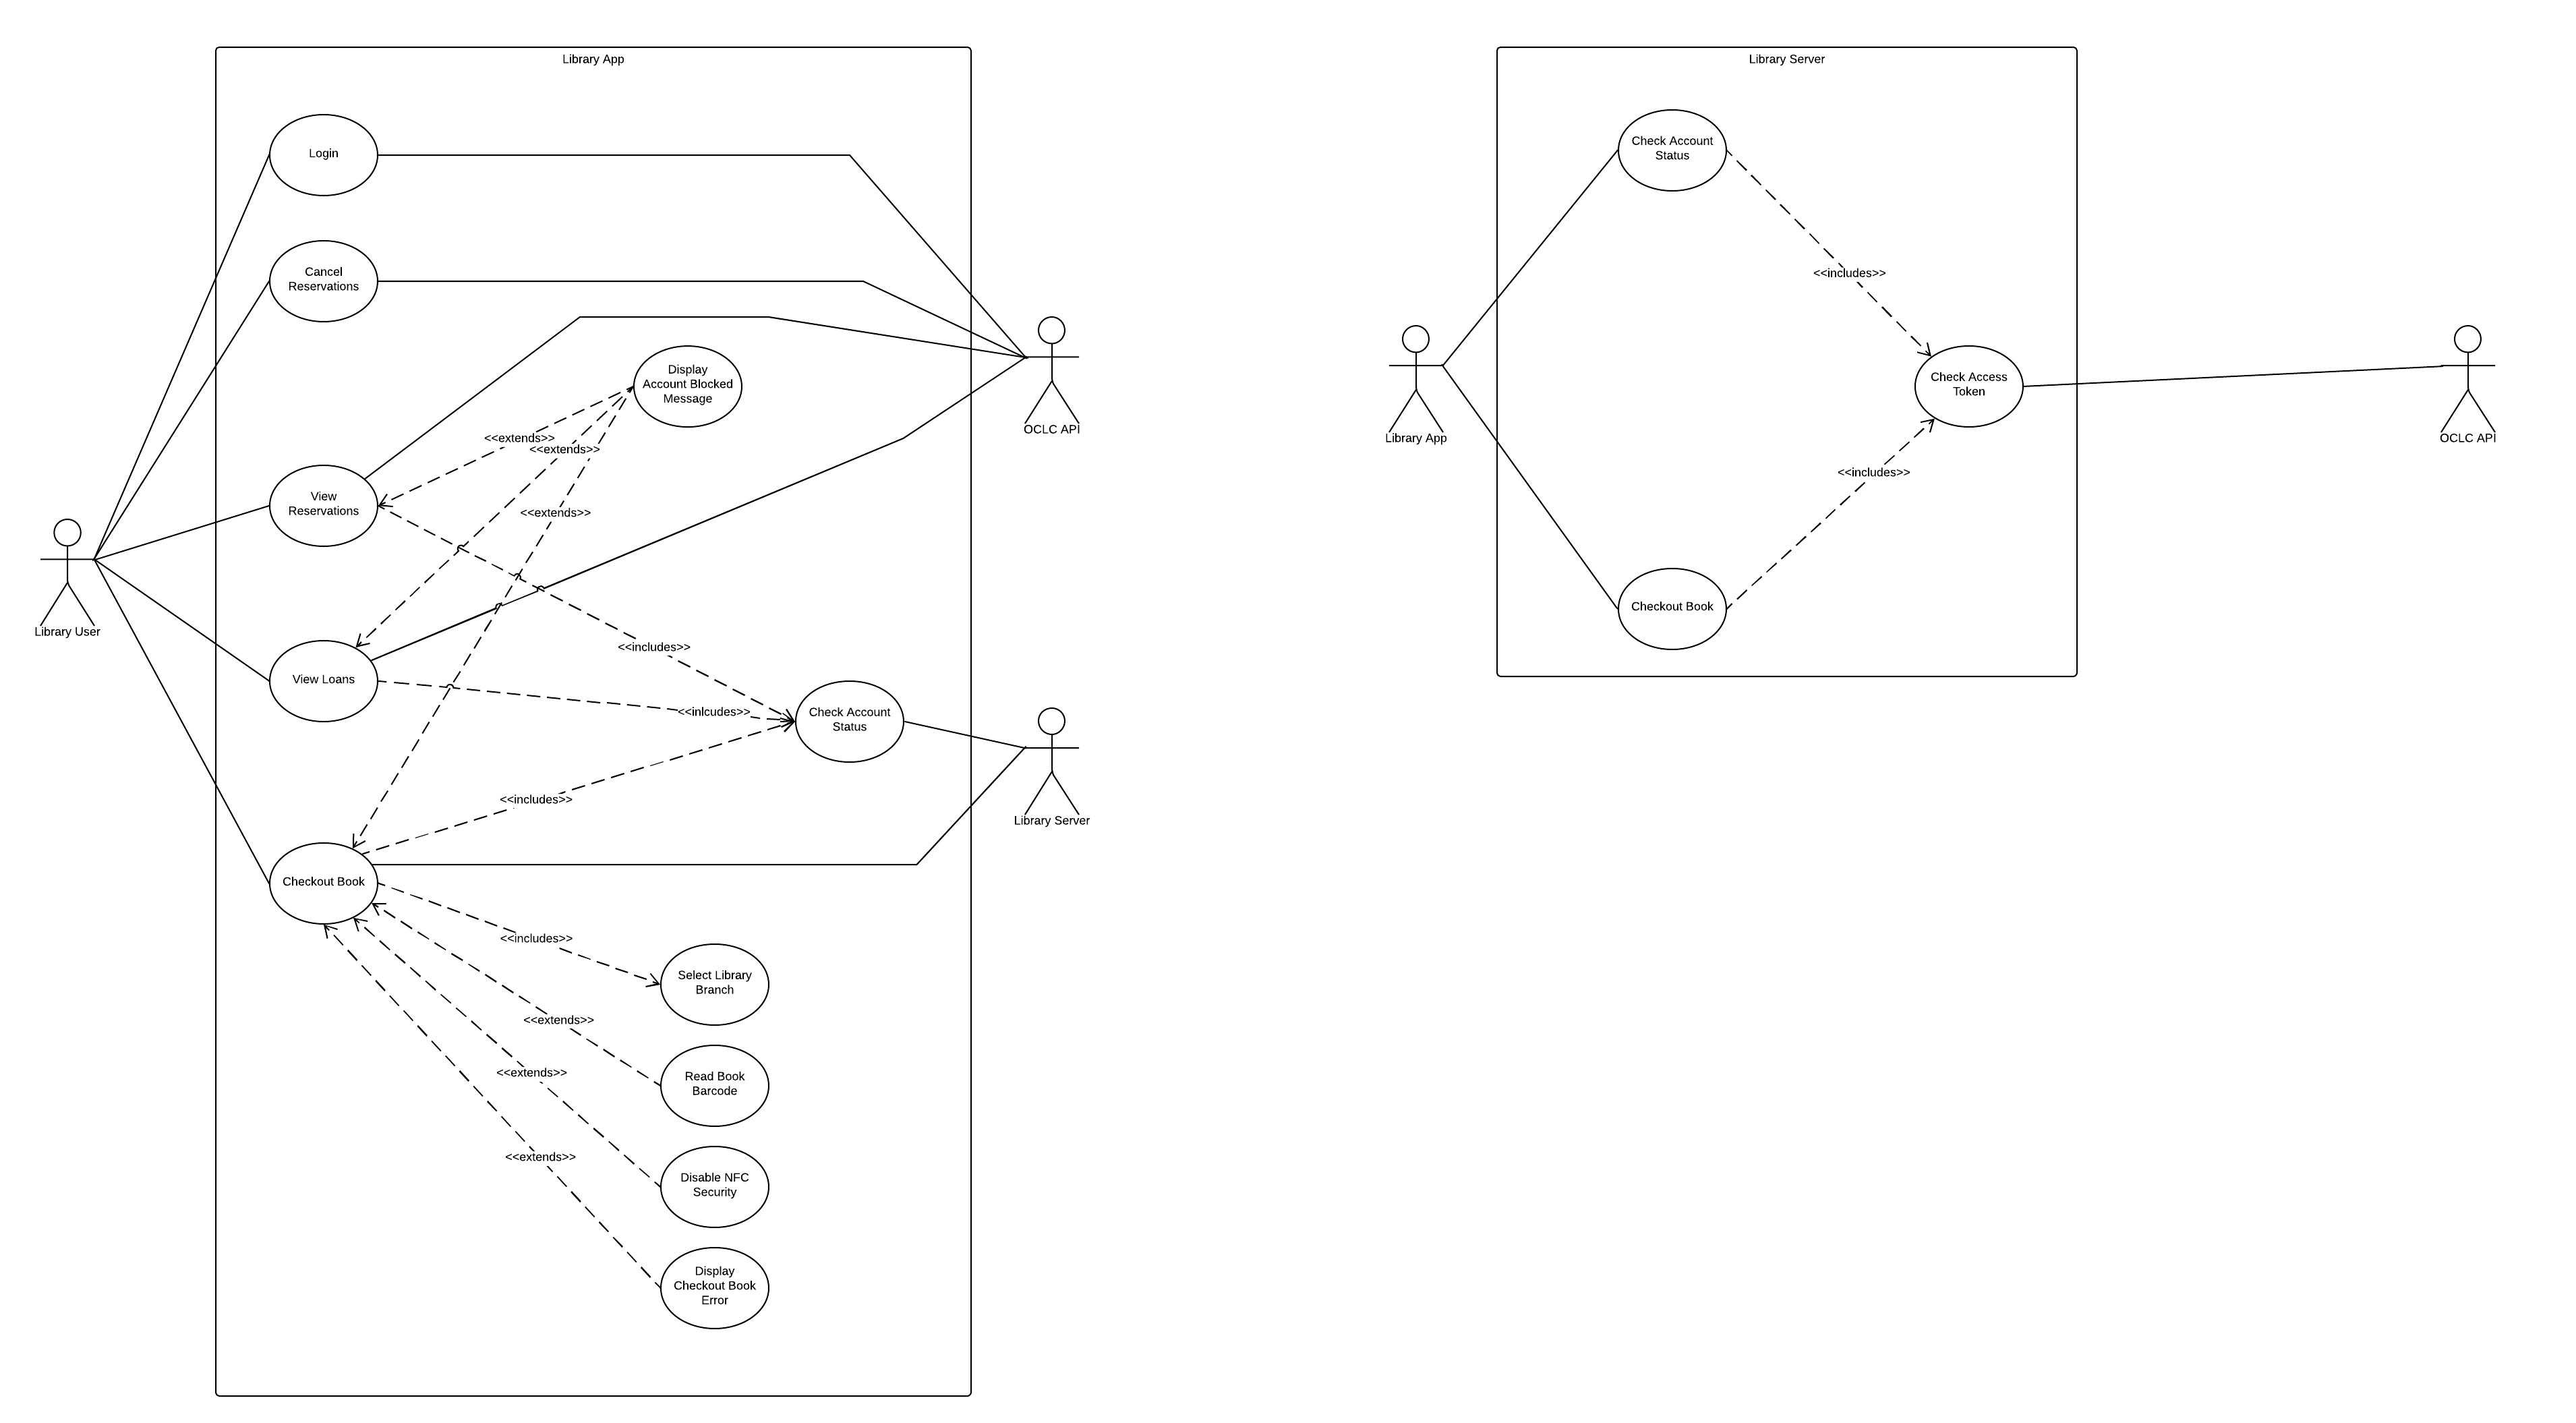 Library App
Login
Cancel
Reservations
Display
Account Blocked
Message
<<extends>>
<<extends>>
View
Reservations
<<extends>>
OCLC API
Library User
<<includes>>
View Loans
<<inlcudes>>
Check Account
Status
<<includes>>
Library Server
Checkout Book
<<includes>>
Select Library
Branch
<<extends>>
Read Book
Barcode
<<extends>>
<<extends>>
Disable NFC
Security
Display
Checkout Book
Error
Library Server
Check Account
Status
<<includes>>
Check Access
Token
Library App
OCLC API
<<includes>>
Checkout Book